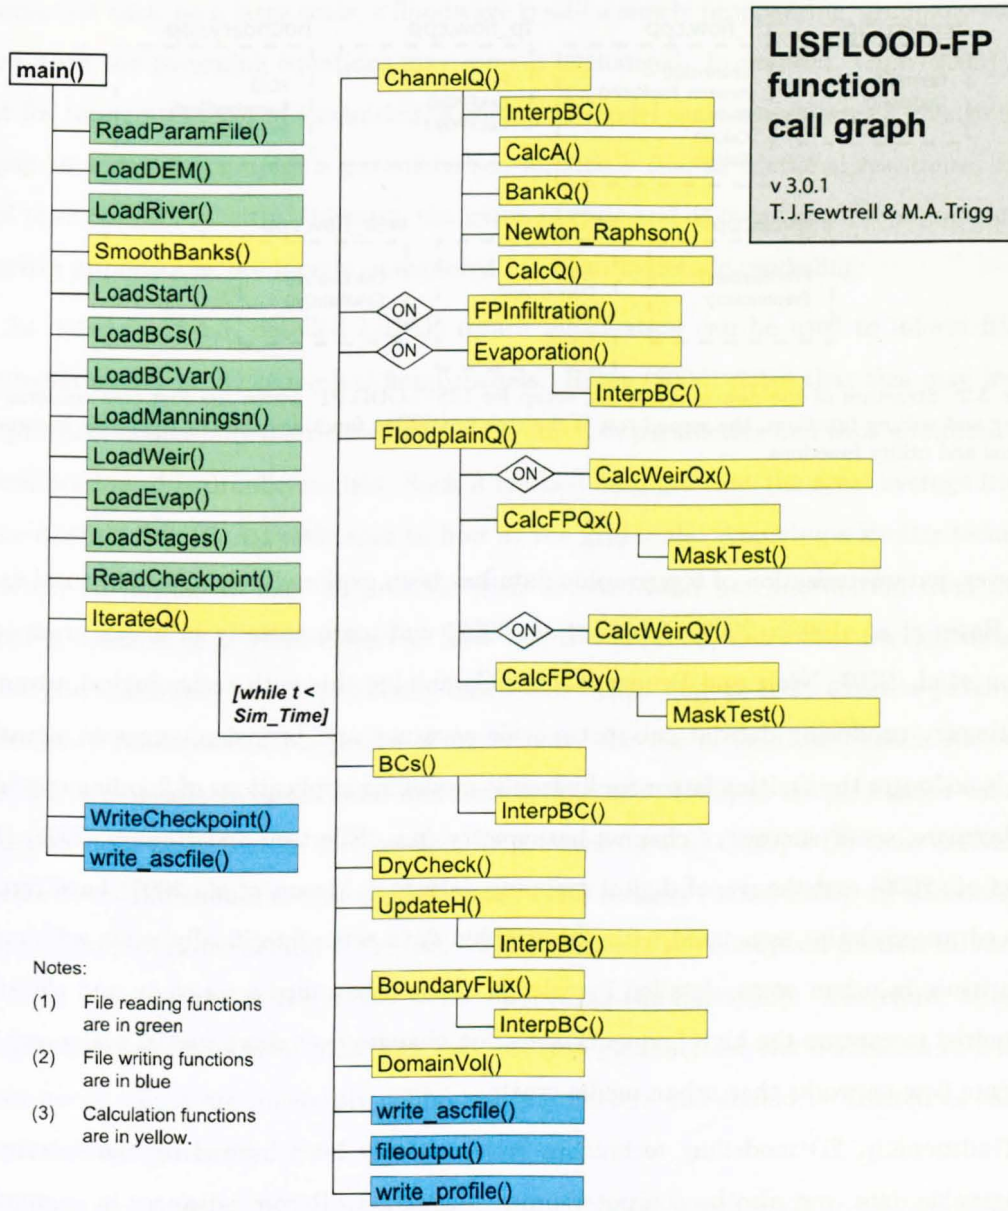 LISFLOOD-FP
function
call graph
v 3.0.1
T.J.Fewtrell & M.A.Trigg
main()
ReadParamFile()
LoadDEM()
LoadRiver()
SmoothBanks()
LoadStart()
LoadBCs()
LoadBCVar()
LoadManningsn()
LoadWeir()
LoadEvap()
LoadStages()
ReadCheckpoint()
IterateQ()
[while t <
Sim_Time]
WriteCheckpoint()
write_ascfile()
ChannelQ()
InterpBC()
CalcA()
BankQ()
Newton_Raphson()
CalcQ()
ON
FPInfiltration()
ON
Evaporation()
InterpBC()
FloodplainQ()
ON
CalcWeirQx()
CalcFPQx()
MaskTest()
ON
CalcWeirQy()
CalcFPQy()
MaskTest()
BCs()
InterpBC()
DryCheck()
UpdateH()
InterpBC()
BoundaryFlux()
InterpBC()
DomainVol()
write_ascfile()
fileoutput()
write_profile()
Notes:
(1) File reading functions
are in green
(2) File writing functions
are in blue
(3) Calculation functions
are in yellow.